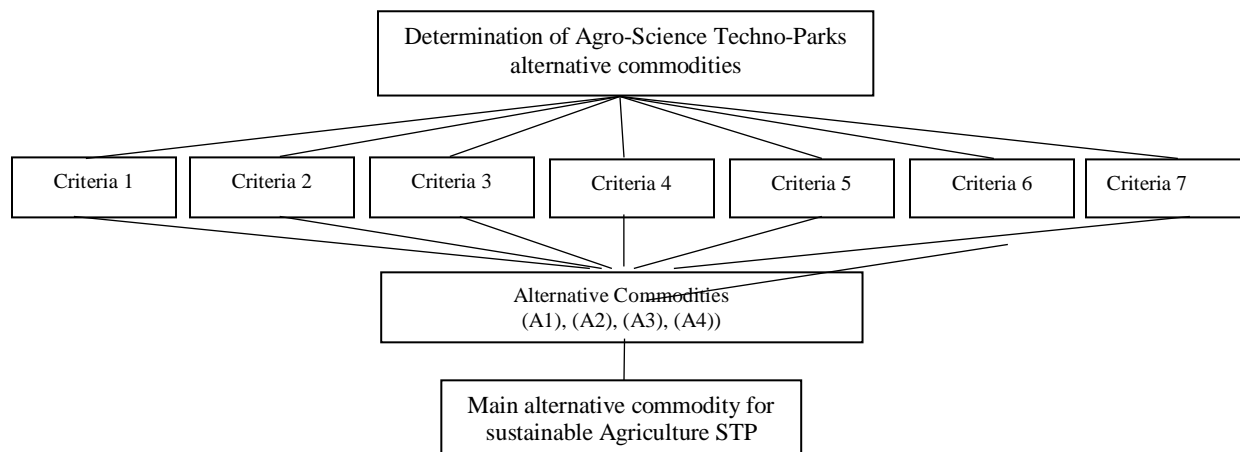 Determination of Agro-Science Techno-Parks
alternative commodities
Criteria 1
Criteria 2
Criteria 3
Criteria 4
Criteria 5
Criteria 6
Criteria 7
Alternative Commodities
(A1), (A2), (A3), (A4))
Main alternative commodity for
sustainable Agriculture STP